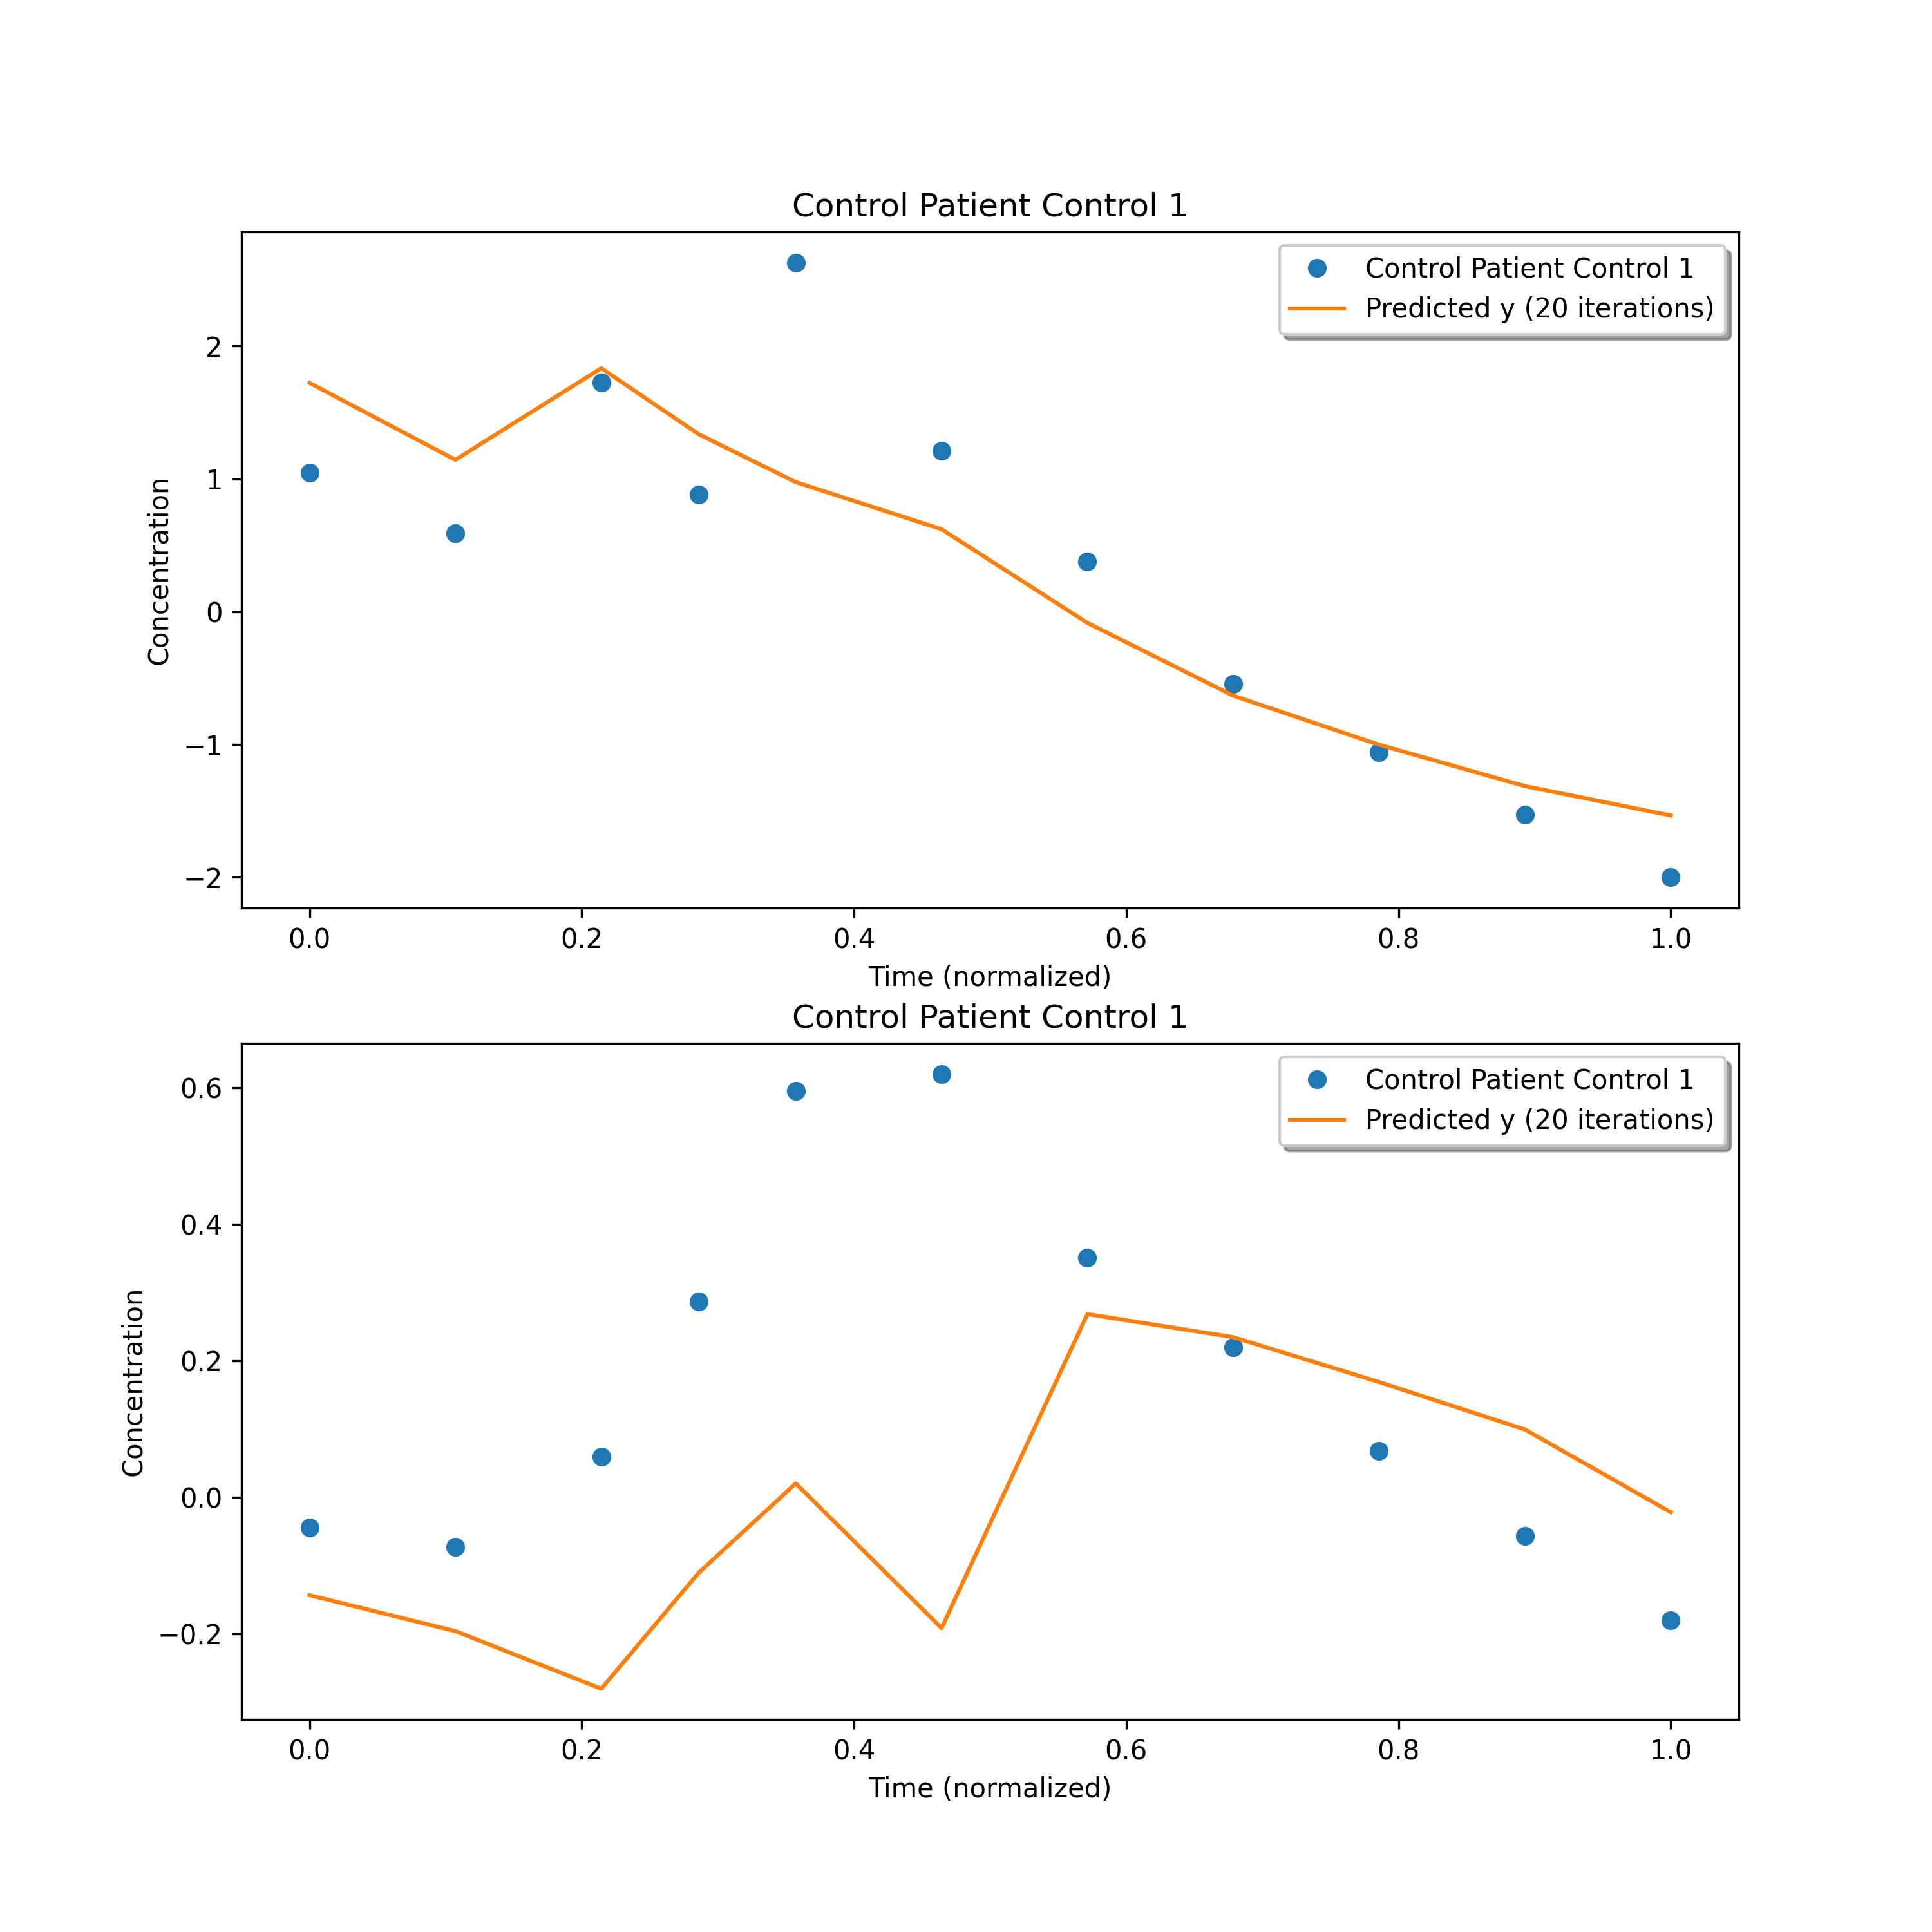 Control Patient Control 1
Control Patient Control 1
Predicted y (20 iterations)
Concentration
2
1
0
−1
−2
0.0 0.2 0.4 0.6 0.8 1.0
Time (normalized)
Control Patient Control 1
Control Patient Control 1
Predicted y (20 iterations)
Concentration
0.6
0.4
0.2
0.0
−0.2
0.0 0.2 0.4 0.6 0.8 1.0
Time (normalized)